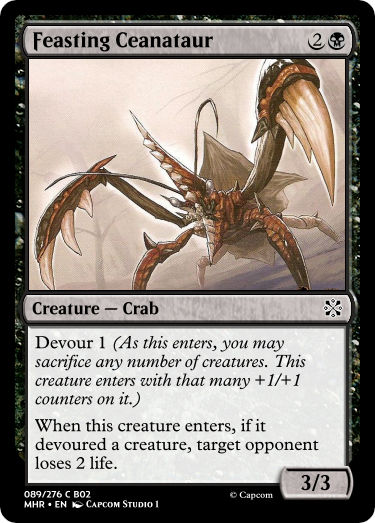 Feasting Ceanataur 2
Creature — Crab
Devour 1 (As this enters, you may
sacrifice any number of creatures. This
creature enters with that many +1/+1
counters on it.)
When this creature enters, if it
devoured a creature, target opponent
loses 2 life.
3/3
089/276 C B02
MHR • EN Capcom Studio 1
© Capcom